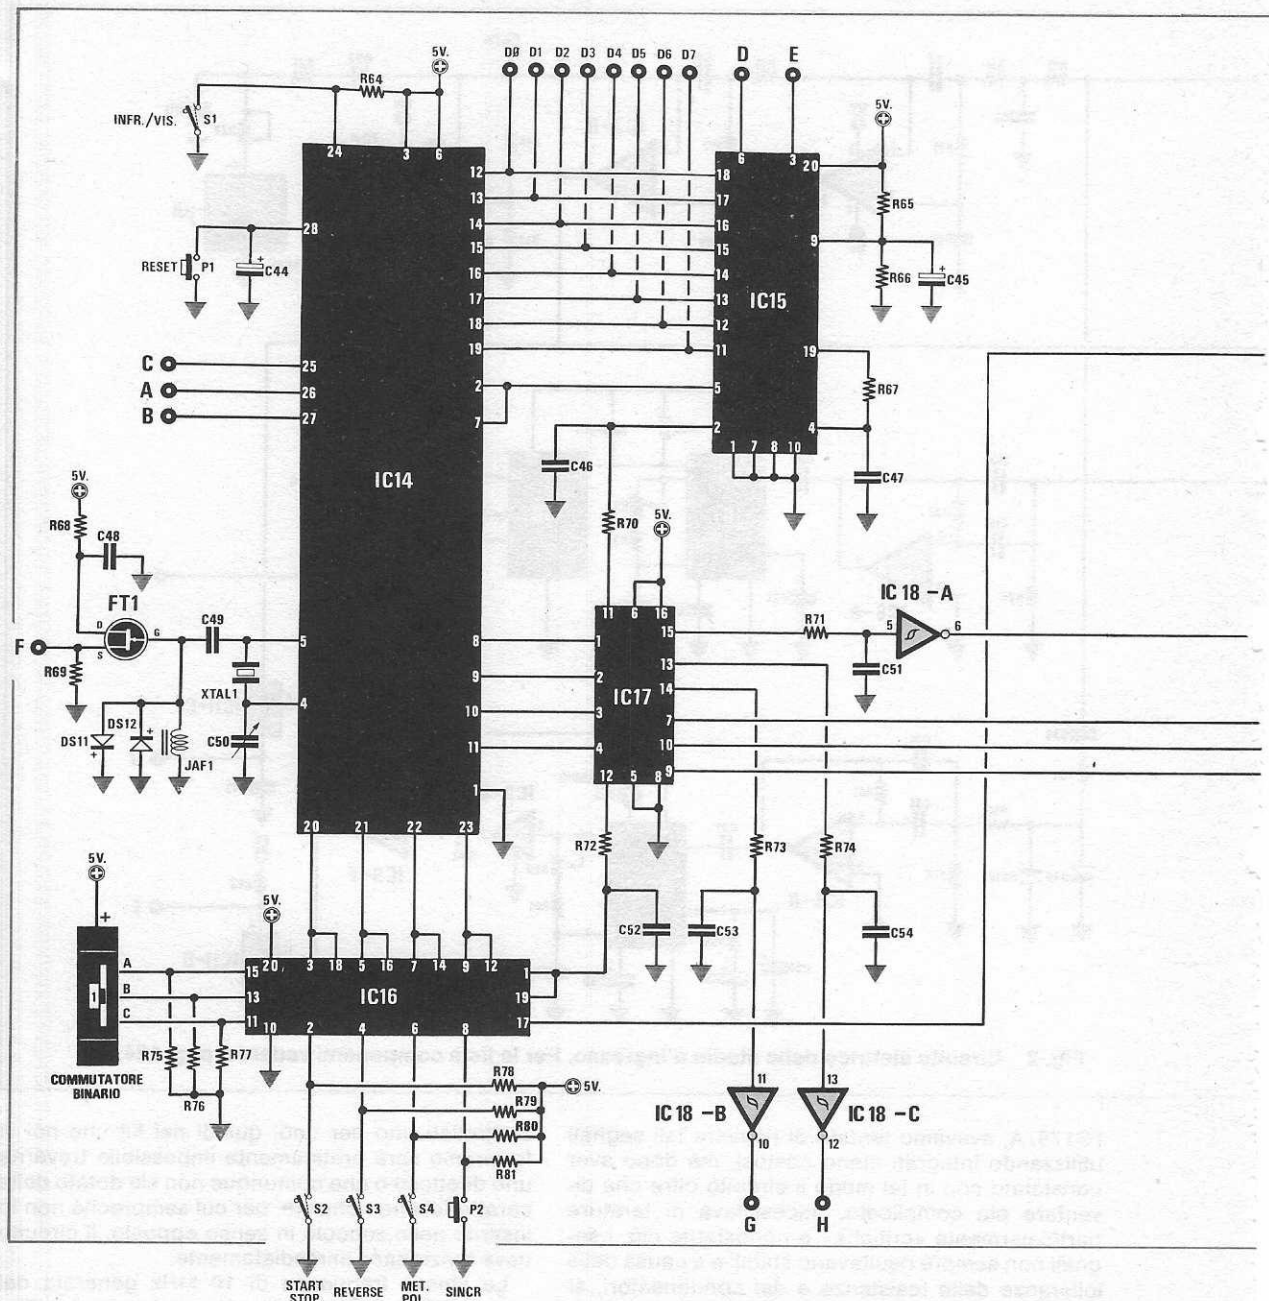 5V. DØ D1 D2 D3 D4 D5 D6 D7 D E
R64
5V.
INFR./VIS. S1
24 3 6 6 3 20
12 18
R65
13 17
28 14 16
9
15 15
RESET P1 C44 16 14 R66 C45
17 13
IC15
18 12
C 25 19 11 19
A 26 2 5 R67
B 27 7 2 4
1 7 8 10
C46 C47
IC14
5V. R70 5V.
R68 C48
FT1 11 6 16 IC 18 -A
D G C49 5 8 1 15 R71 5 6
F S 13
R69 9 2 14 C51
XTAL1 IC17
4 10 3 7
DS11 DS12 C50 11 4 10
JAF1 12 5 8 9
1
20 21 22 23 R72 R73 R74
5V.
5V. C52 C53 C54
+
A 15 20 3 18 5 16 7 14 9 12 1
B 1 13 IC16 19
C 11 10 2 4 6 8 17
R75 R77
R78 5V. 11 13
COMMUTATORE
BINARIO
R76 R79 IC 18 -B IC 18 -C
R80 10 12
R81
S2 S3 S4 P2 G H
START
STOP
REVERSE
MET.
POL.
SINCR